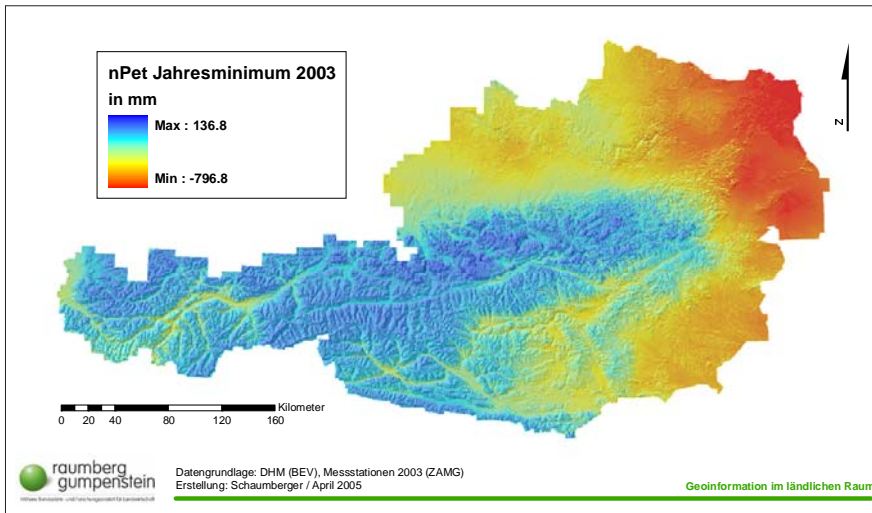 nPet Jahresminimum 2003
in mm
Max : 136.8
Min : -796.8
N
Kilometer
0 20 40 80 120 160
raumberg
gumpenstein
Datengrundlage: DHM (BEV), Messstationen 2003 (ZAMG)
Erstellung: Schaumberger / April 2005
Geoinformation im ländlichen Raum